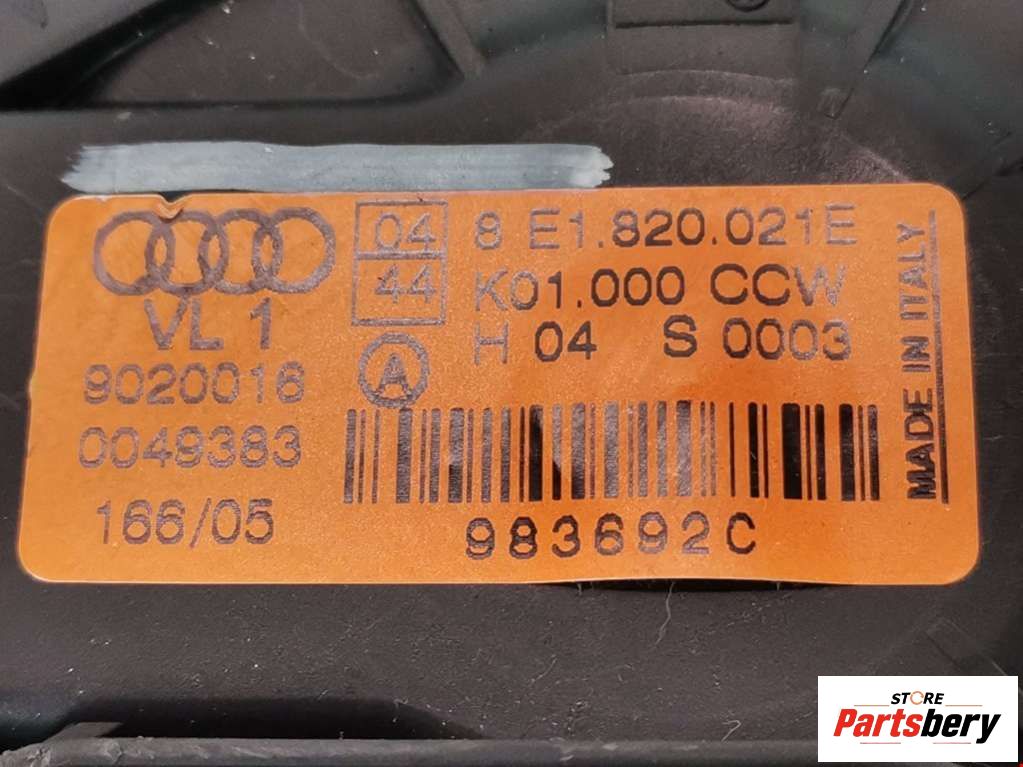 04
44
8 E1.820.021E
K01.000 CCW
H 04 S 0003
VL 1
A
9020016
0049383
166/05
983692C
MADE IN ITALY
STORE
Partsbery